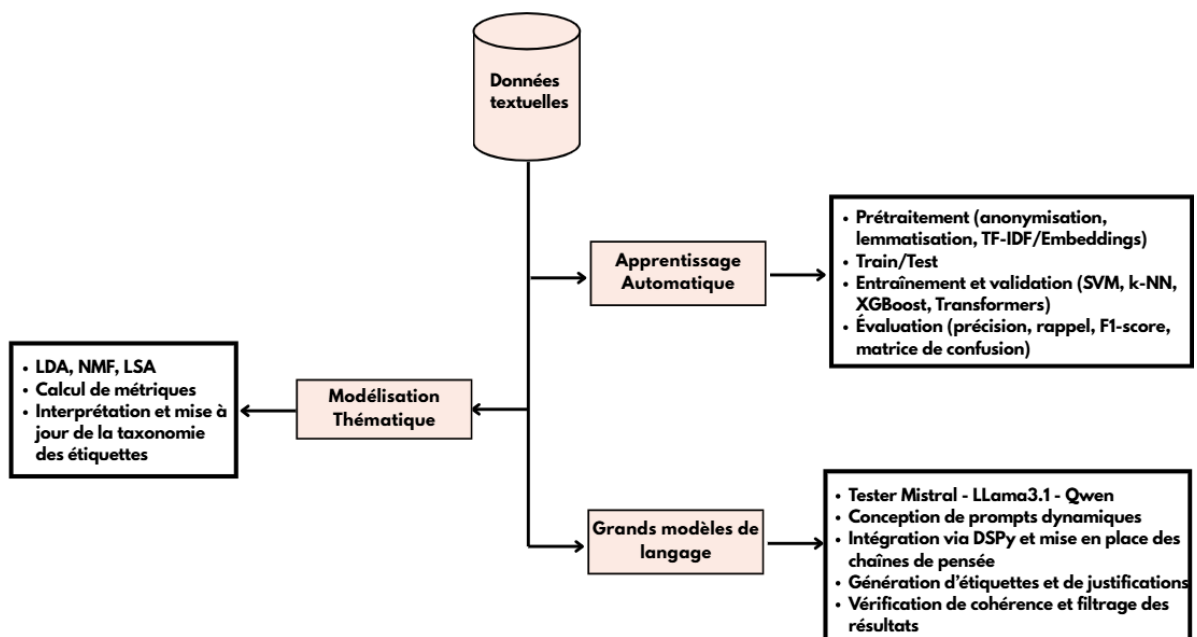 Données
textuelles
Apprentissage
Automatique
• Prétraitement (anonymisation,
lemmatisation, TF-IDF/Embeddings)
• Train/Test
• Entraînement et validation (SVM, k-NN,
XGBoost, Transformers)
• Évaluation (précision, rappel, F1-score,
matrice de confusion)
Modélisation
Thématique
• LDA, NMF, LSA
• Calcul de métriques
• Interprétation et mise à
jour de la taxonomie
des étiquettes
Grands modèles de
langage
• Tester Mistral - LLama3.1 - Qwen
• Conception de prompts dynamiques
• Intégration via DSPy et mise en place des
chaînes de pensée
• Génération d'étiquettes et de justifications
• Vérification de cohérence et filtrage des
résultats